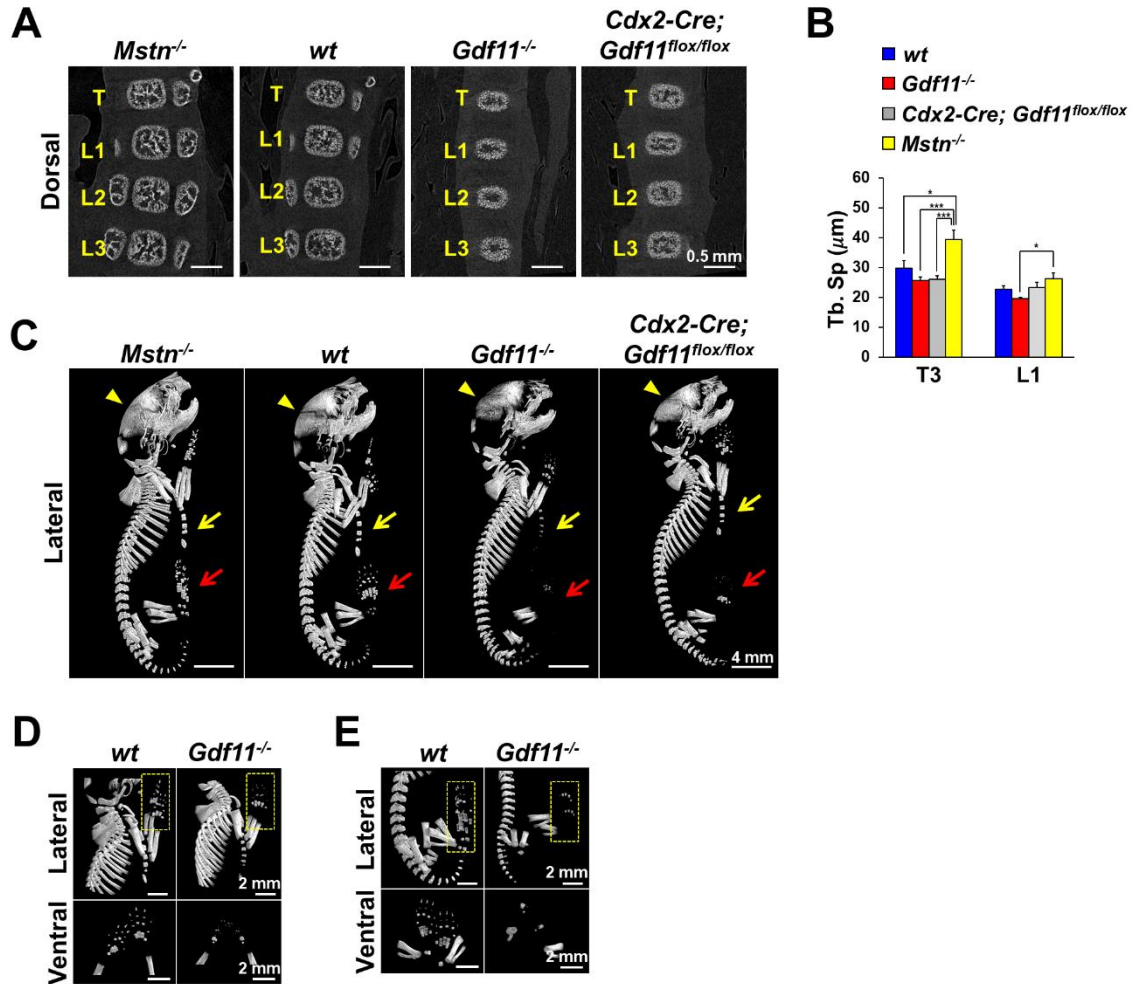 A
Mstn-/-
wt
Gdf11-/-
Cdx2-Cre;
Gdf11flox/flox
Dorsal
T
L1
L2
L3
T
L1
L2
L3
T
L1
L2
L3
T
L1
L2
L3
0.5 mm
B
wt
Gdf11-/-
Cdx2-Cre; Gdf11flox/flox
Mstn-/-
Tb. Sp (μm)
60
50
40
30
20
10
0
*
***
***
*
T3
L1
C
Mstn-/-
wt
Gdf11-/-
Cdx2-Cre;
Gdf11flox/flox
Lateral
4 mm
D
wt
Gdf11-/-
Lateral
2 mm
Ventral
2 mm
E
wt
Gdf11-/-
Lateral
2 mm
Ventral
2 mm